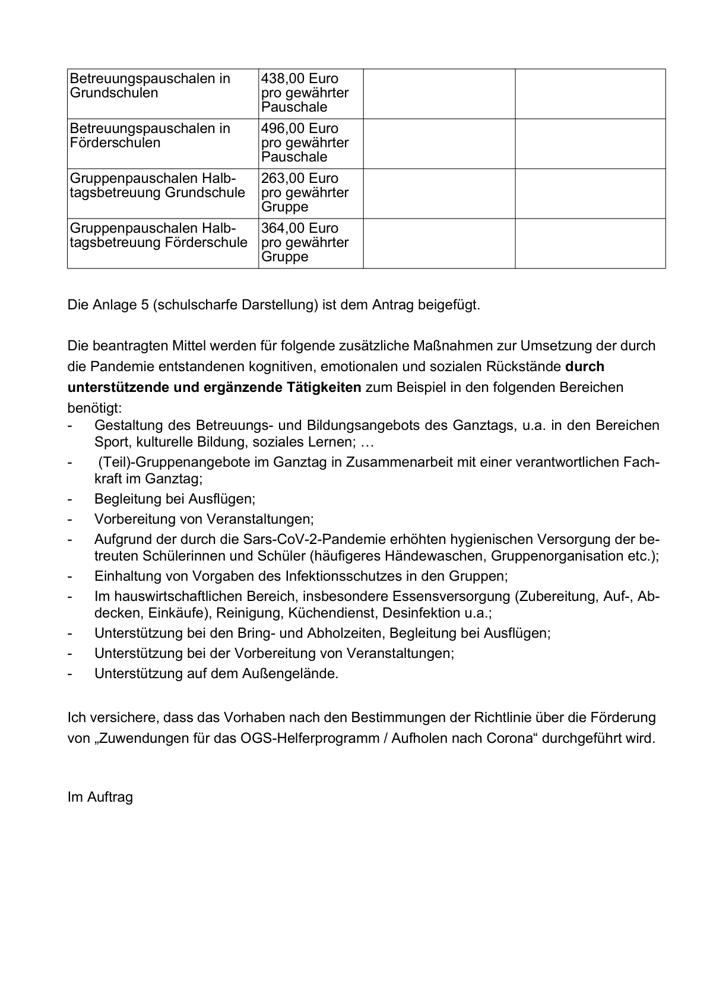 Betreuungspauschalen in
Grundschulen
438,00 Euro
pro gewährter
Pauschale
Betreuungspauschalen in
Förderschulen
496,00 Euro
pro gewährter
Pauschale
Gruppenpauschalen Halb-
tagsbetreuung Grundschule
263,00 Euro
pro gewährter
Gruppe
Gruppenpauschalen Halb-
tagsbetreuung Förderschule
364,00 Euro
pro gewährter
Gruppe
Die Anlage 5 (schulscharfe Darstellung) ist dem Antrag beigefügt.
Die beantragten Mittel werden für folgende zusätzliche Maßnahmen zur Umsetzung der durch
die Pandemie entstandenen kognitiven, emotionalen und sozialen Rückstände durch
unterstützende und ergänzende Tätigkeiten zum Beispiel in den folgenden Bereichen
benötigt:
- Gestaltung des Betreuungs- und Bildungsangebots des Ganztags, u.a. in den Bereichen
Sport, kulturelle Bildung, soziales Lernen; …
- (Teil)-Gruppenangebote im Ganztag in Zusammenarbeit mit einer verantwortlichen Fach-
kraft im Ganztag;
- Begleitung bei Ausflügen;
- Vorbereitung von Veranstaltungen;
- Aufgrund der durch die Sars-CoV-2-Pandemie erhöhten hygienischen Versorgung der be-
treuten Schülerinnen und Schüler (häufigeres Händewaschen, Gruppenorganisation etc.);
- Einhaltung von Vorgaben des Infektionsschutzes in den Gruppen;
- Im hauswirtschaftlichen Bereich, insbesondere Essensversorgung (Zubereitung, Auf-, Ab-
decken, Einkäufe), Reinigung, Küchendienst, Desinfektion u.a.;
- Unterstützung bei den Bring- und Abholzeiten, Begleitung bei Ausflügen;
- Unterstützung bei der Vorbereitung von Veranstaltungen;
- Unterstützung auf dem Außengelände.
Ich versichere, dass das Vorhaben nach den Bestimmungen der Richtlinie über die Förderung
von „Zuwendungen für das OGS-Helferprogramm / Aufholen nach Corona“ durchgeführt wird.
Im Auftrag